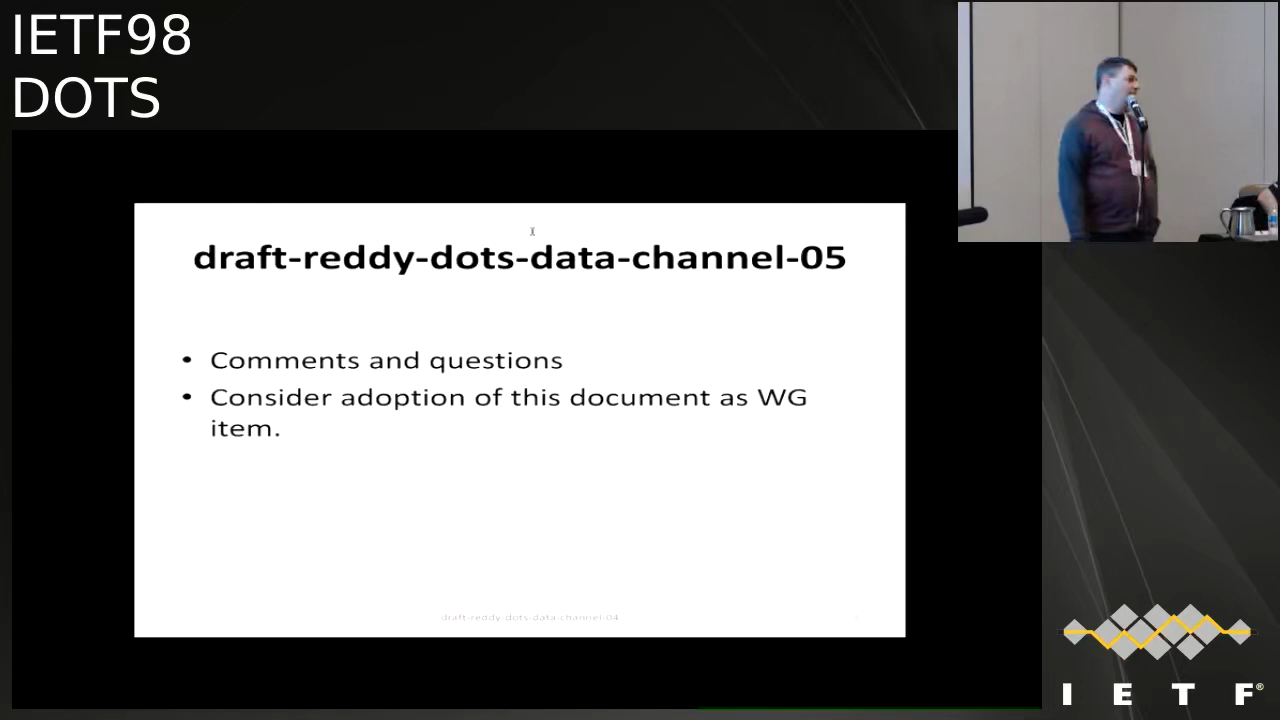 IETF98
DOTS
draft-reddy-dots-data-channel-05
• Comments and questions
• Consider adoption of this document as WG
item.
draft-reddy-dots-data-channel-04
I E T F®